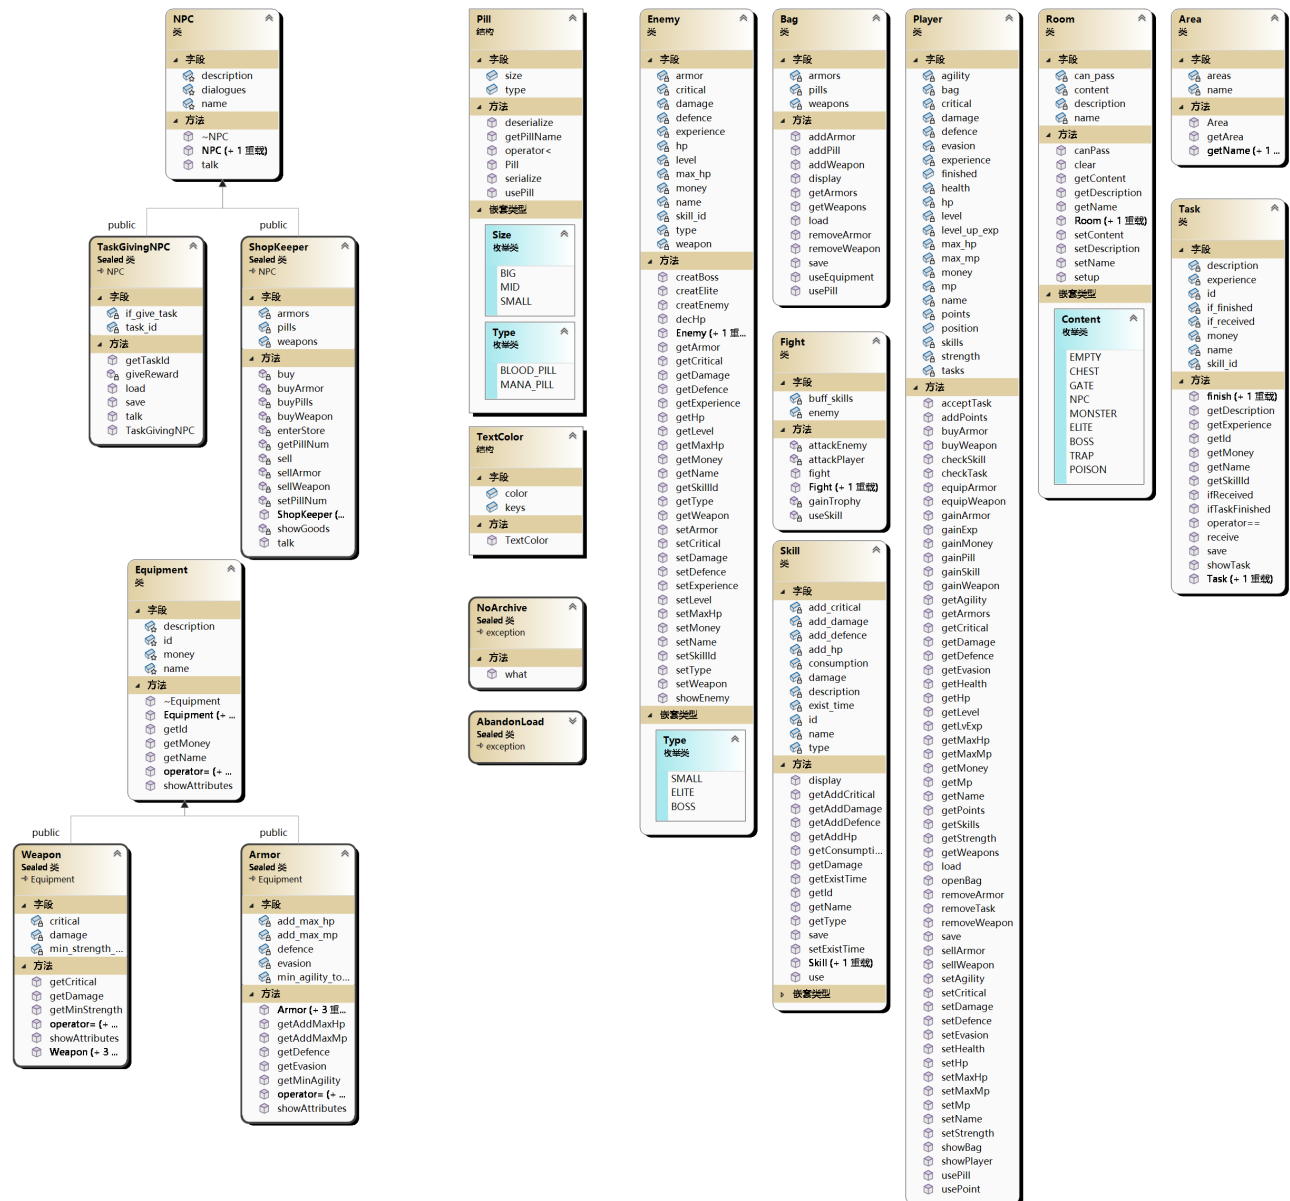 NPC
类
字段
description
dialogues
name
方法
~NPC
NPC (+ 1 重载)
talk
public
public
TaskGivingNPC
Sealed 类
NPC
字段
if_give_task
task_id
方法
getTaskId
giveReward
load
save
talk
TaskGivingNPC
ShopKeeper
Sealed 类
NPC
字段
armors
pills
weapons
方法
buy
buyArmor
buyPills
buyWeapon
enterStore
getPillNum
sell
sellArmor
sellWeapon
setPillNum
ShopKeeper (...
showGoods
talk
Equipment
类
字段
description
id
money
name
方法
~Equipment
Equipment (+ ...
getId
getMoney
getName
operator= (+ ...
showAttributes
public
public
Weapon
Sealed 类
Equipment
字段
critical
damage
min_strength_...
方法
getCritical
getDamage
getMinStrength
operator= (+ ...
showAttributes
Weapon (+ 3 ...
Armor
Sealed 类
Equipment
字段
add_max_hp
add_max_mp
defence
evasion
min_agility_to...
方法
Armor (+ 3 重...
getAddMaxHp
getAddMaxMp
getDefence
getEvasion
getMinAgility
operator= (+ ...
showAttributes
Pill
结构
字段
size
type
方法
deserialize
getPillName
operator<
Pill
serialize
usePill
嵌套类型
Size
枚举类
BIG
MID
SMALL
Type
枚举类
BLOOD_PILL
MANA_PILL
TextColor
结构
字段
color
keys
方法
TextColor
NoArchive
Sealed 类
exception
方法
what
AbandonLoad
Sealed 类
exception
Enemy
类
字段
armor
critical
damage
defence
experience
hp
level
max_hp
money
name
skill_id
type
weapon
方法
creatBoss
creatElite
creatEnemy
decHp
Enemy (+ 1 重...
getArmor
getCritical
getDamage
getDefence
getExperience
getHp
getLevel
getMaxHp
getMoney
getName
getSkillId
getType
getWeapon
setArmor
setCritical
setDamage
setDefence
setExperience
setLevel
setMaxHp
setMoney
setName
setSkillId
setType
setWeapon
showEnemy
嵌套类型
Type
枚举类
SMALL
ELITE
BOSS
Bag
类
字段
armors
pills
weapons
方法
addArmor
addPill
addWeapon
display
getArmors
getWeapons
load
removeArmor
removeWeapon
save
useEquipment
usePill
Fight
类
字段
buff_skills
enemy
方法
attackEnemy
attackPlayer
fight
Fight (+ 1 重载)
gainTrophy
useSkill
Skill
类
字段
add_critical
add_damage
add_defence
add_hp
consumption
damage
description
exist_time
id
name
type
方法
display
getAddCritical
getAddDamage
getAddDefence
getAddHp
getConsumpti...
getDamage
getExistTime
getId
getName
getType
save
setExistTime
Skill (+ 1 重载)
use
嵌套类型
Player
类
字段
agility
bag
critical
damage
defence
evasion
experience
finished
health
hp
level
level_up_exp
max_hp
max_mp
money
mp
name
points
position
skills
strength
tasks
方法
acceptTask
addPoints
buyArmor
buyWeapon
checkSkill
checkTask
equipArmor
equipWeapon
gainArmor
gainExp
gainMoney
gainPill
gainSkill
gainWeapon
getAgility
getArmors
getCritical
getDamage
getDefence
getEvasion
getHealth
getHp
getLevel
getLvExp
getMaxHp
getMaxMp
getMoney
getMp
getName
getPoints
getSkills
getStrength
getWeapons
load
openBag
removeArmor
removeTask
removeWeapon
save
sellArmor
sellWeapon
setAgility
setCritical
setDamage
setDefence
setEvasion
setHealth
setHp
setMaxHp
setMaxMp
setMp
setName
setStrength
showBag
showPlayer
usePill
usePoint
Room
类
字段
can_pass
content
description
name
方法
canPass
clear
getContent
getDescription
getName
Room (+ 1 重载)
setContent
setDescription
setName
setup
嵌套类型
Content
枚举类
EMPTY
CHEST
GATE
NPC
MONSTER
ELITE
BOSS
TRAP
POISON
Area
类
字段
areas
name
方法
Area
getArea
getName (+ 1 ...
Task
类
字段
description
experience
id
if_finished
if_received
money
name
skill_id
方法
finish (+ 1 重载)
getDescription
getExperience
getId
getMoney
getName
getSkillId
ifReceived
ifTaskFinished
operator==
receive
save
showTask
Task (+ 1 重载)